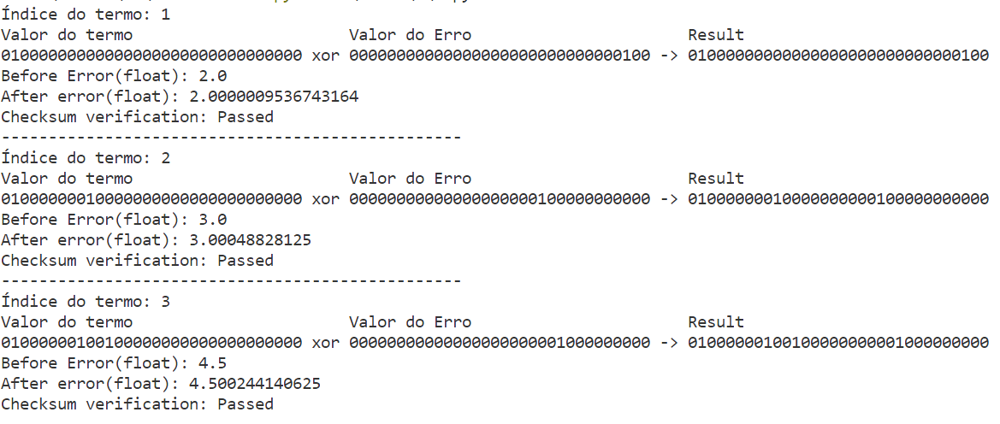 Índice do termo: 1
Valor do termo Valor do Erro Result
01000000000000000000000000000000 xor 00000000000000000000000000000100 -> 01000000000000000000000000000100
Before Error(float): 2.0
After error(float): 2.0000009536743164
Checksum verification: Passed
-------------------------------------------------
Índice do termo: 2
Valor do termo Valor do Erro Result
01000000010000000000000000000000 xor 00000000000000000000100000000000 -> 01000000010000000000100000000000
Before Error(float): 3.0
After error(float): 3.00048828125
Checksum verification: Passed
-------------------------------------------------
Índice do termo: 3
Valor do termo Valor do Erro Result
01000000100100000000000000000000 xor 00000000000000000000001000000000 -> 01000000100100000000001000000000
Before Error(float): 4.5
After error(float): 4.500244140625
Checksum verification: Passed